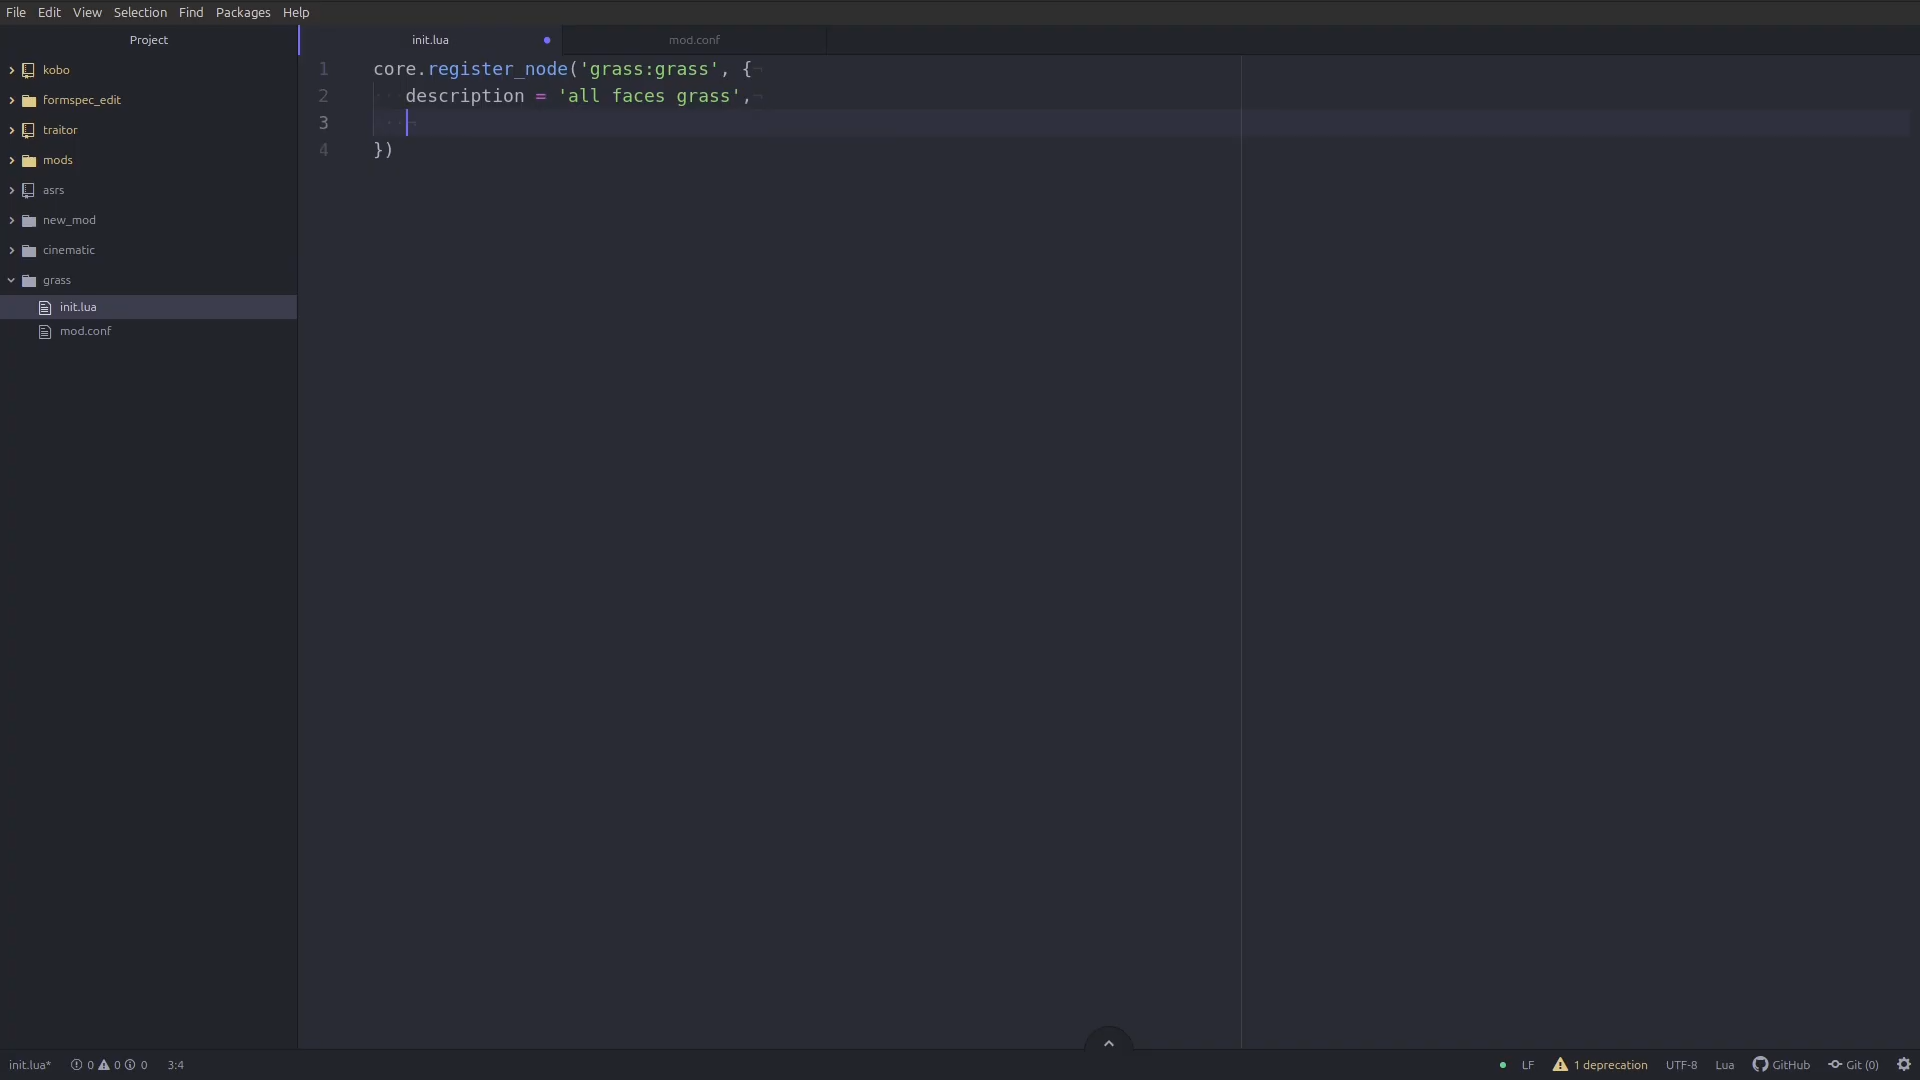 File Edit View Selection Find Packages Help
Project
kobo
formspec_edit
traitor
mods
asrs
new_mod
cinematic
grass
init.lua
mod.conf
init.lua mod.conf
1 core.register_node('grass:grass', {
2 description = 'all faces grass',
3
4 })
init.lua* 0 0 0 3:4 LF 1 deprecation UTF-8 Lua GitHub Git (0)